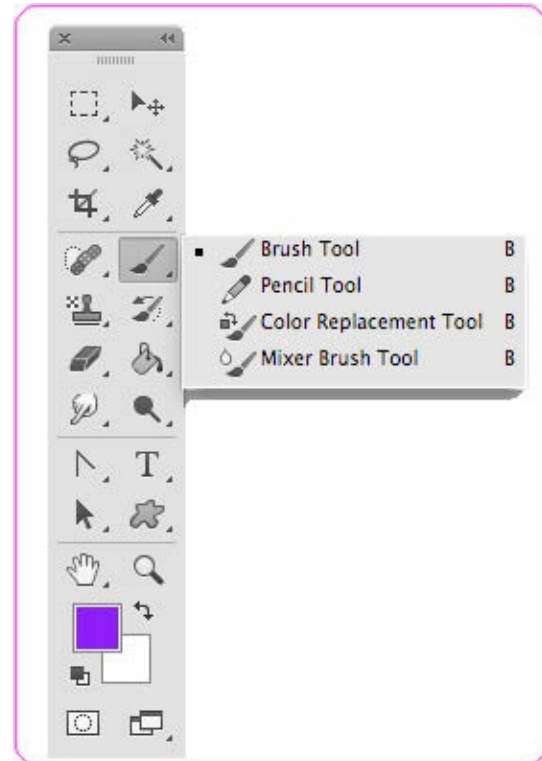 Brush Tool B
Pencil Tool B
Color Replacement Tool B
Mixer Brush Tool B
T